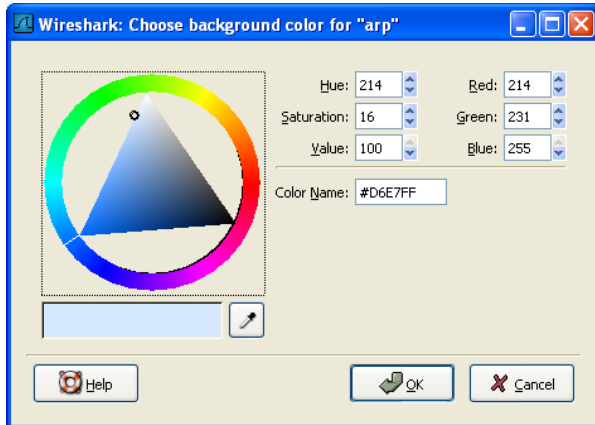 Wireshark: Choose background color for "arp"
Hue: 214 Red: 214
Saturation: 16 Green: 231
Value: 100 Blue: 255
Color Name: #D6E7FF
Help OK Cancel